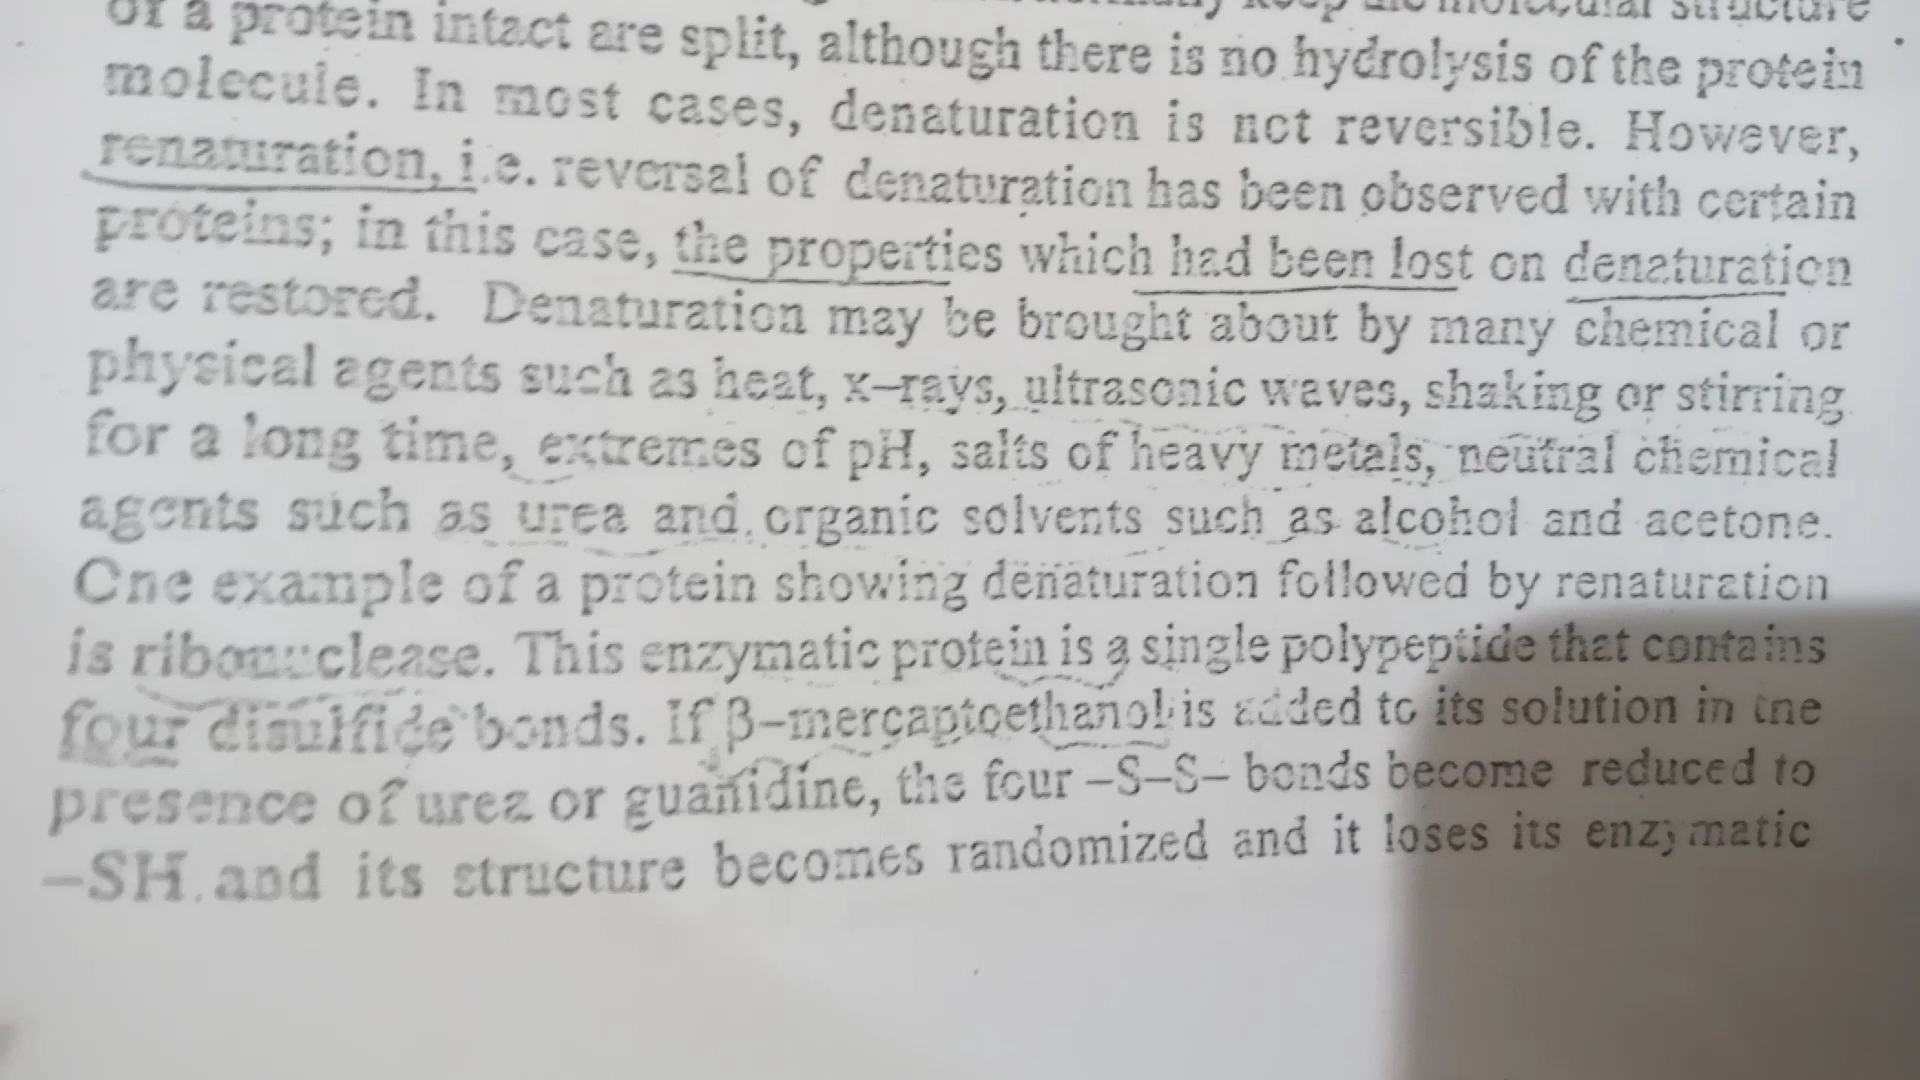 of a protein intact are split, although there is no hydrolysis of the protein
molecule. In most cases, denaturation is not reversible. However,
renaturation, i.e. reversal of denaturation has been observed with certain
proteins; in this case, the properties which had been lost on denaturation
are restored. Denaturation may be brought about by many chemical or
physical agents such as heat, x-rays, ultrasonic waves, shaking or stirring
for a long time, extremes of pH, salts of heavy metals, neutral chemical
agents such as urea and organic solvents such as alcohol and acetone.
One example of a protein showing denaturation followed by renaturation
is ribonuclease. This enzymatic protein is a single polypeptide that contains
four disulfide bonds. If β-mercaptoethanol is added to its solution in the
presence of urea or guanidine, the four -S-S- bonds become reduced to
-SH and its structure becomes randomized and it loses its enzymatic